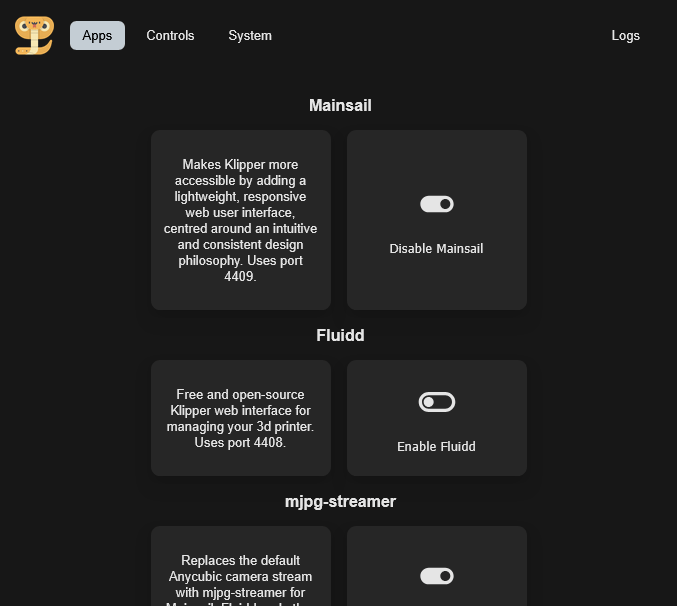 Apps Controls System Logs
Mainsail
Makes Klipper more
accessible by adding a
lightweight, responsive
web user interface,
centred around an intuitive
and consistent design
philosophy. Uses port
4409.
Disable Mainsail
Fluidd
Free and open-source
Klipper web interface for
managing your 3d printer.
Uses port 4408.
Enable Fluidd
mjpg-streamer
Replaces the default
Anycubic camera stream
with mjpg-streamer for